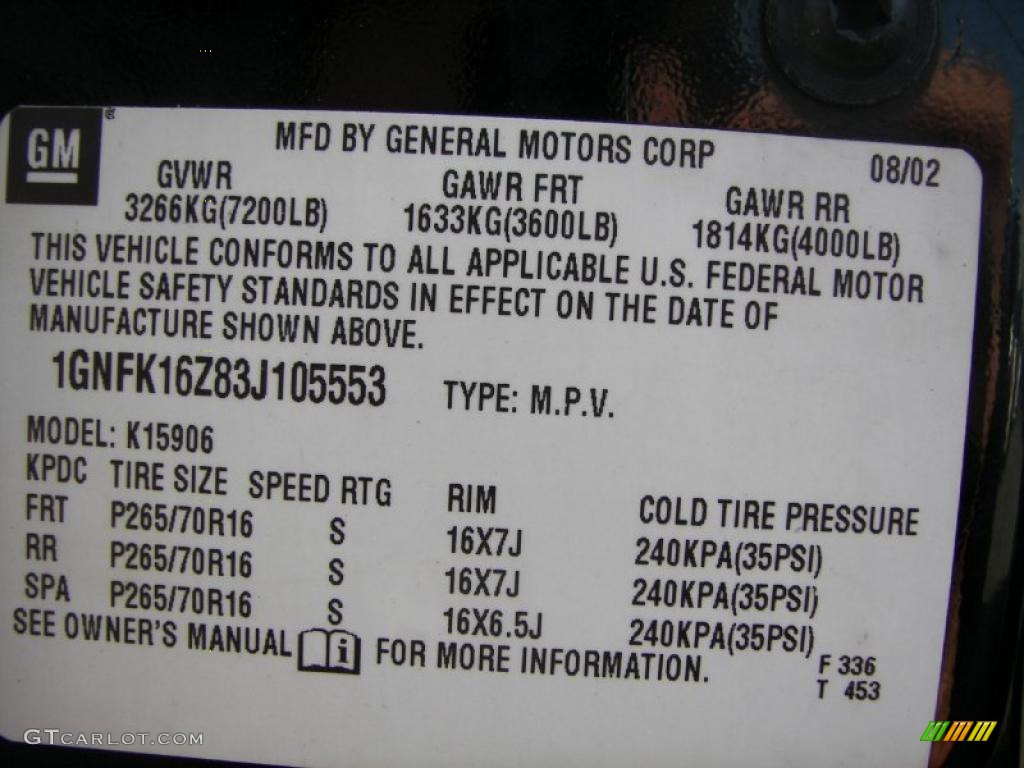 GM
MFD BY GENERAL MOTORS CORP 08/02
GVWR GAWR FRT GAWR RR
3266KG(7200LB) 1633KG(3600LB) 1814KG(4000LB)
THIS VEHICLE CONFORMS TO ALL APPLICABLE U.S. FEDERAL MOTOR
VEHICLE SAFETY STANDARDS IN EFFECT ON THE DATE OF
MANUFACTURE SHOWN ABOVE.
1GNFK16Z83J105553 TYPE: M.P.V.
MODEL: K15906
KPDC TIRE SIZE SPEED RTG RIM COLD TIRE PRESSURE
FRT P265/70R16 S 16X7J 240KPA(35PSI)
RR P265/70R16 S 16X7J 240KPA(35PSI)
SPA P265/70R16 S 16X6.5J 240KPA(35PSI)
SEE OWNER'S MANUAL i FOR MORE INFORMATION.
F 336
T 453
GTCARLOT.COM